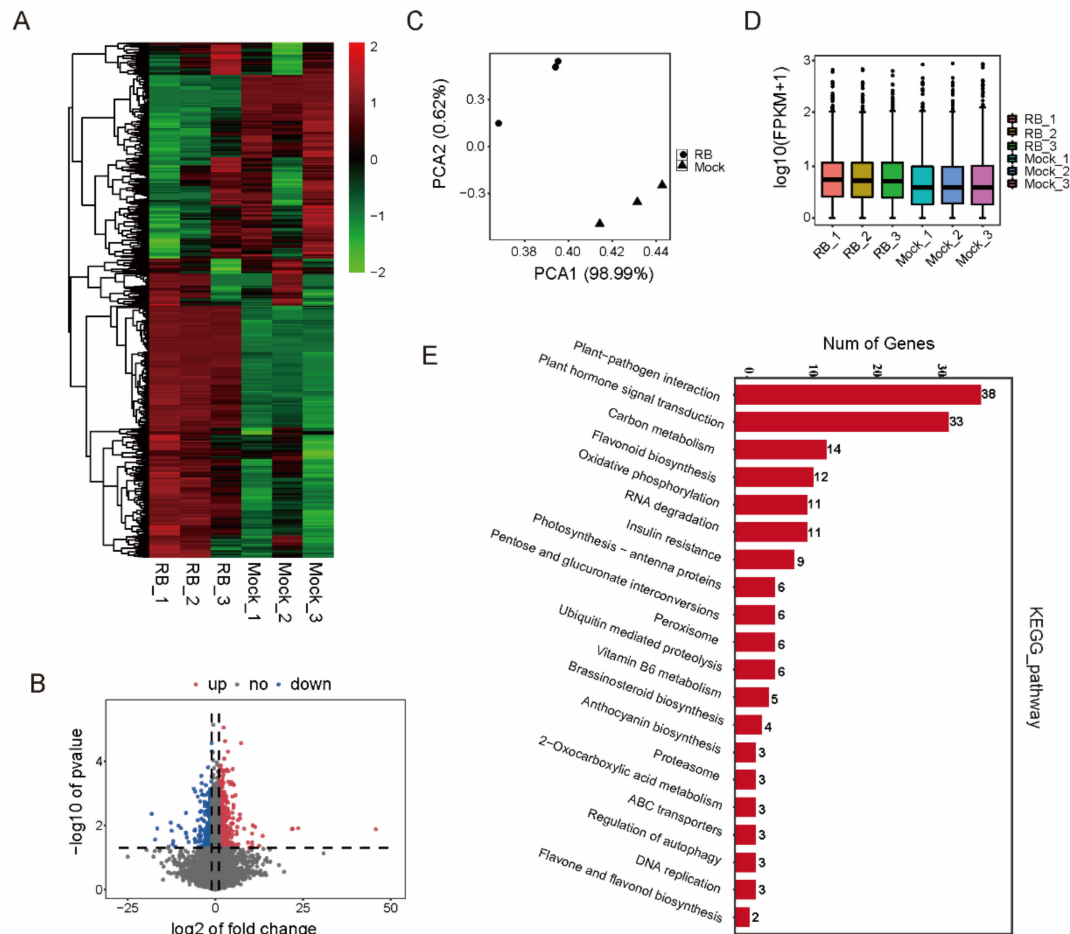 A
2
1
0
−1
−2
RB_1
RB_2
RB_3
Mock_1
Mock_2
Mock_3
B
up no down
−log10 of pvalue
4
2
0
−25 0 25 50
log2 of fold change
C
PCA2 (0.62%)
0.3
0.0
−0.3
0.38 0.40 0.42 0.44
PCA1 (98.99%)
RB
Mock
D
log10(FPKM+1)
3
2
1
0
RB_1
RB_2
RB_3
Mock_1
Mock_2
Mock_3
RB_1
RB_2
RB_3
Mock_1
Mock_2
Mock_3
E
Num of Genes
0 10 20 30
Plant−pathogen interaction 38
Plant hormone signal transduction 33
Carbon metabolism 14
Flavonoid biosynthesis 12
Oxidative phosphorylation 11
RNA degradation 11
Insulin resistance 9
Photosynthesis − antenna proteins 6
Pentose and glucuronate interconversions 6
Peroxisome 6
Ubiquitin mediated proteolysis 6
Vitamin B6 metabolism 5
Brassinosteroid biosynthesis 4
Anthocyanin biosynthesis 3
Proteasome 3
2−Oxocarboxylic acid metabolism 3
ABC transporters 3
Regulation of autophagy 3
DNA replication 3
Flavone and flavonol biosynthesis 2
KEGG_pathway